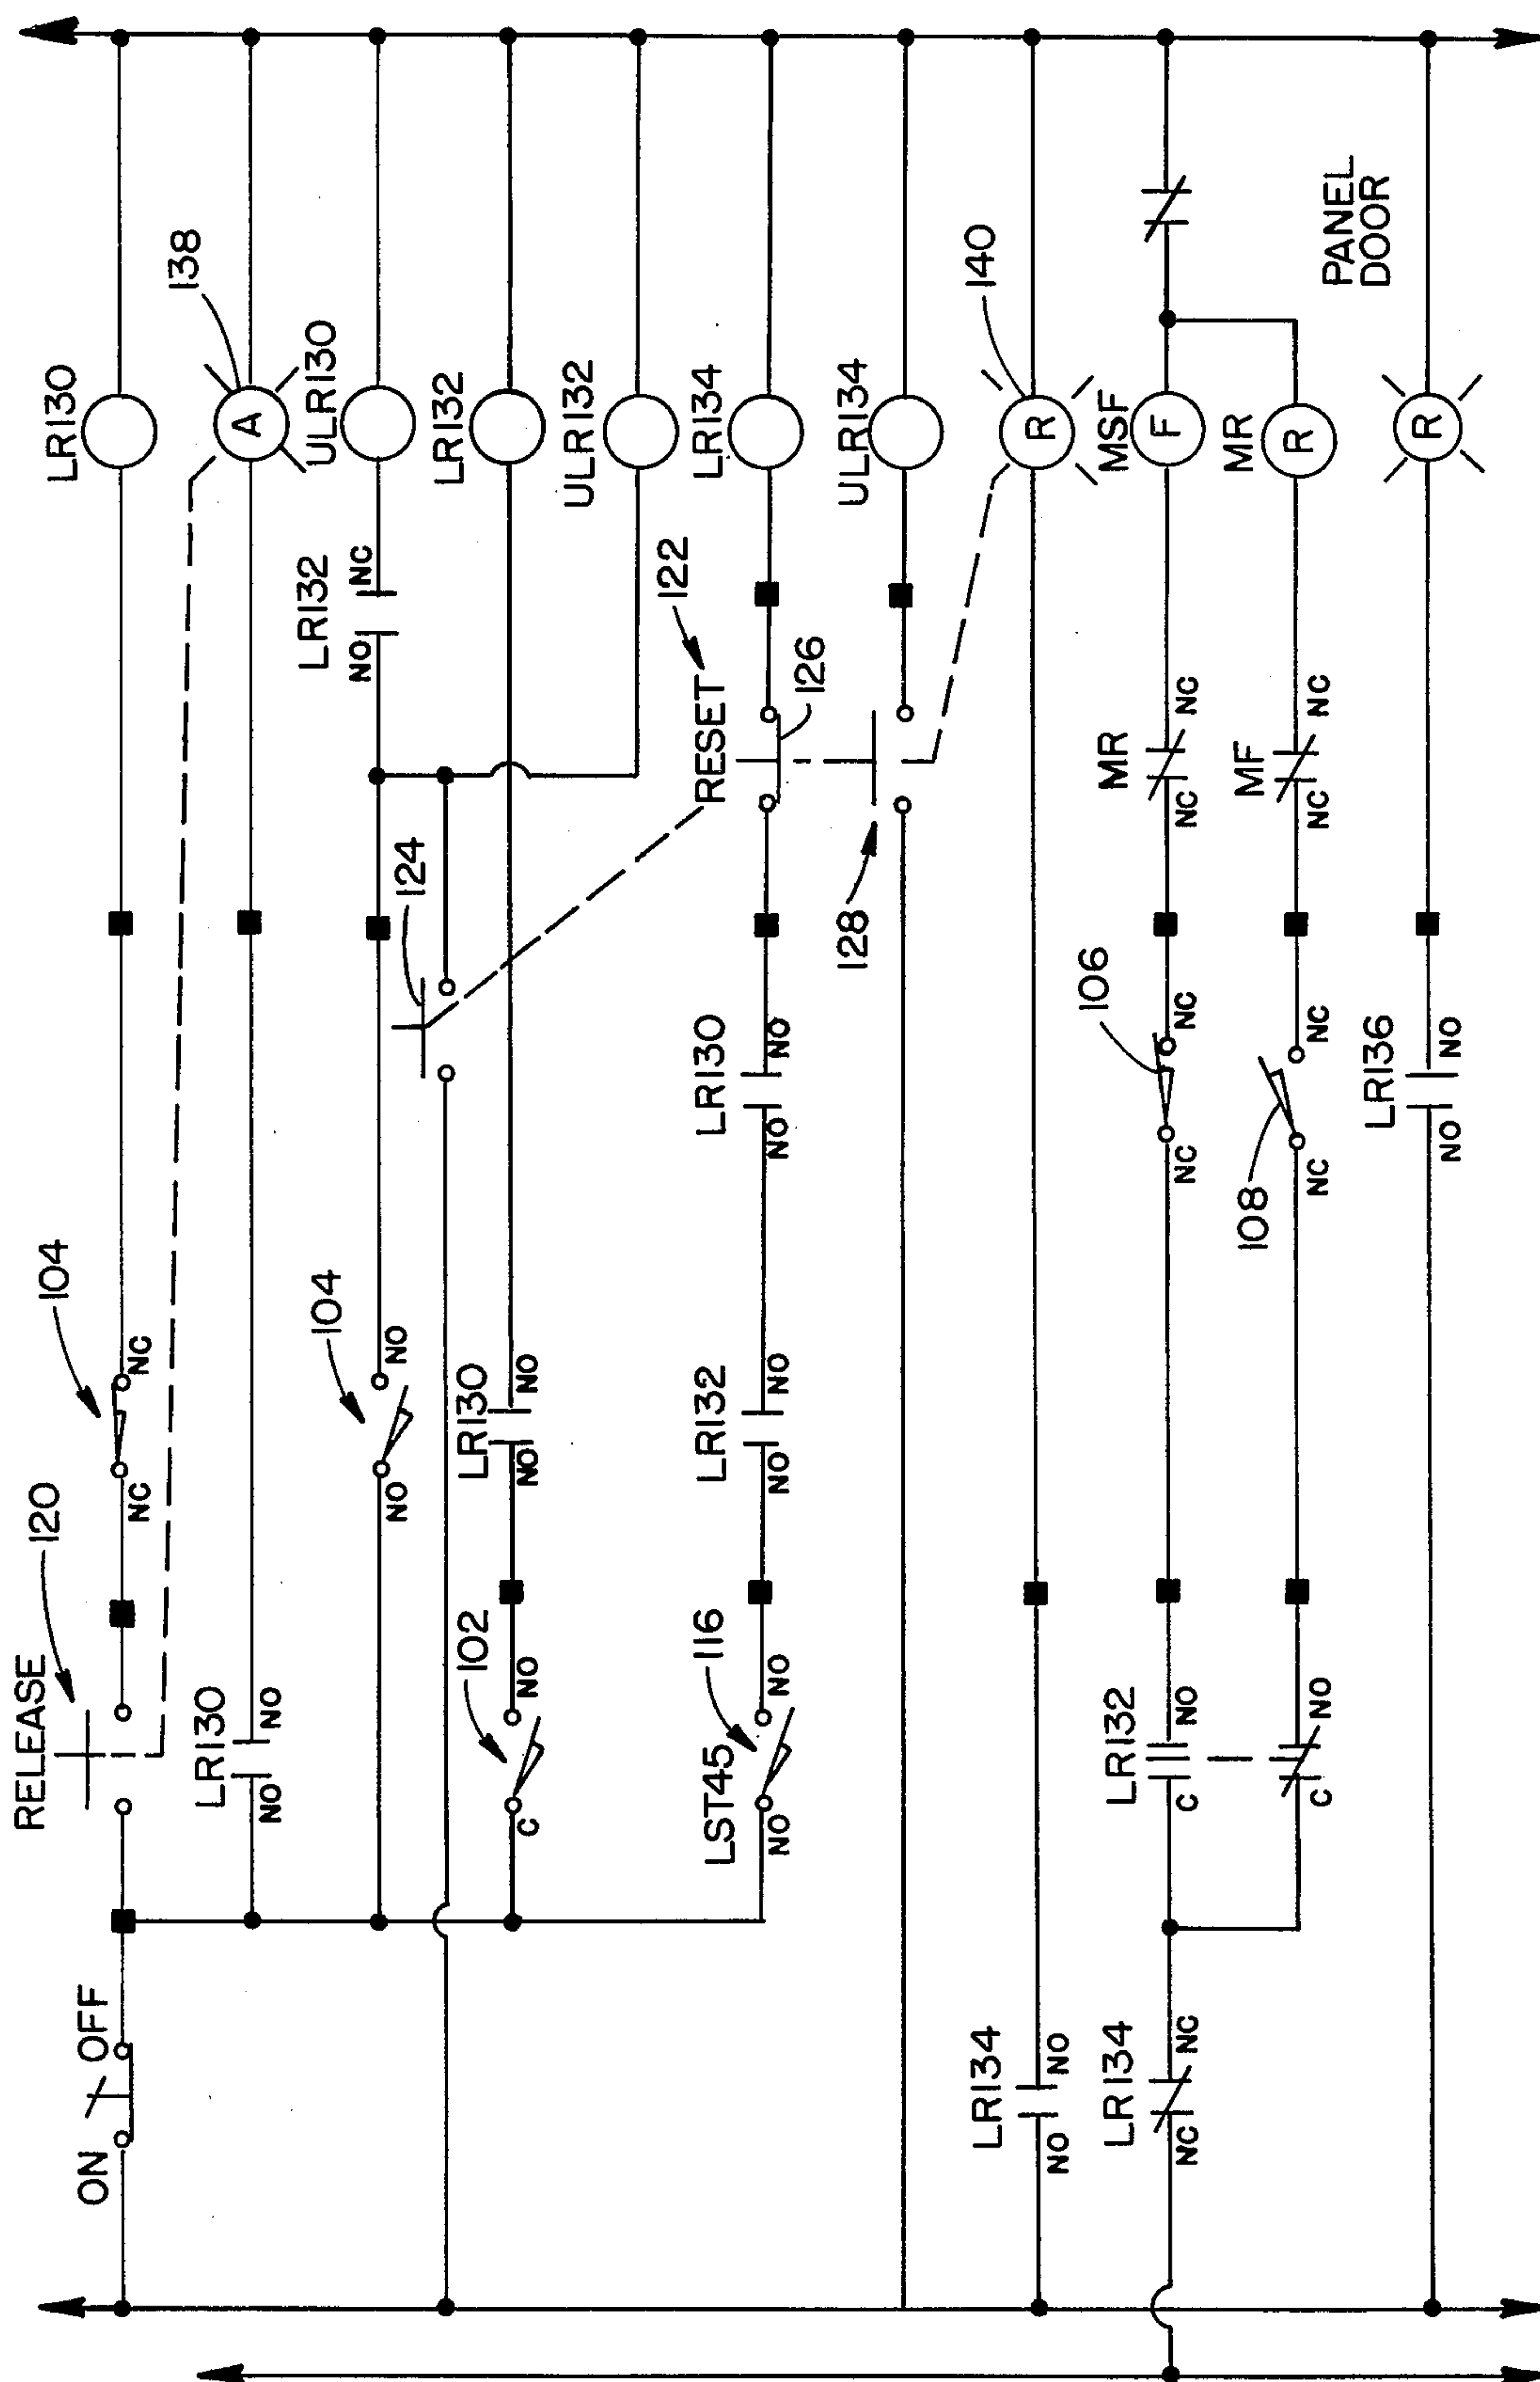 RELEASE
120
104
ON
OFF
NC
NC
LR130
LR130
NO
NO
138
A
104
NO
NO
LR132
NO
NC
ULR130
124
102
C
NO
LR130
NO
NO
LR132
ULR132
LST45
116
NO
NO
LR132
NO
NO
LR130
NO
NO
RESET
122
126
LR134
128
ULR134
LR134
NO
NO
140
R
LR134
NC
NC
LR132
C
NO
106
NC
NC
MR
NC
NC
MSF
F
C
NO
108
NC
NC
MF
NC
NC
MR
R
LR136
NO
NO
PANEL
DOOR
R